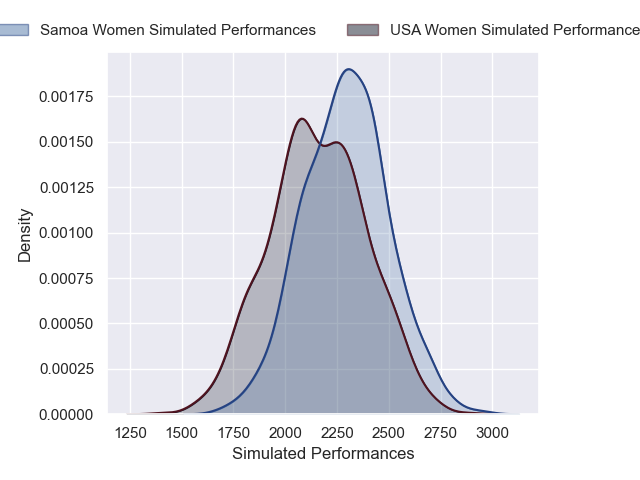 Samoa Women Simulated Performances
USA Women Simulated Performance
0.00175
0.00150
0.00125
0.00100
0.00075
0.00050
0.00025
0.00000
Density
1250 1500 1750 2000 2250 2500 2750 3000
Simulated Performances